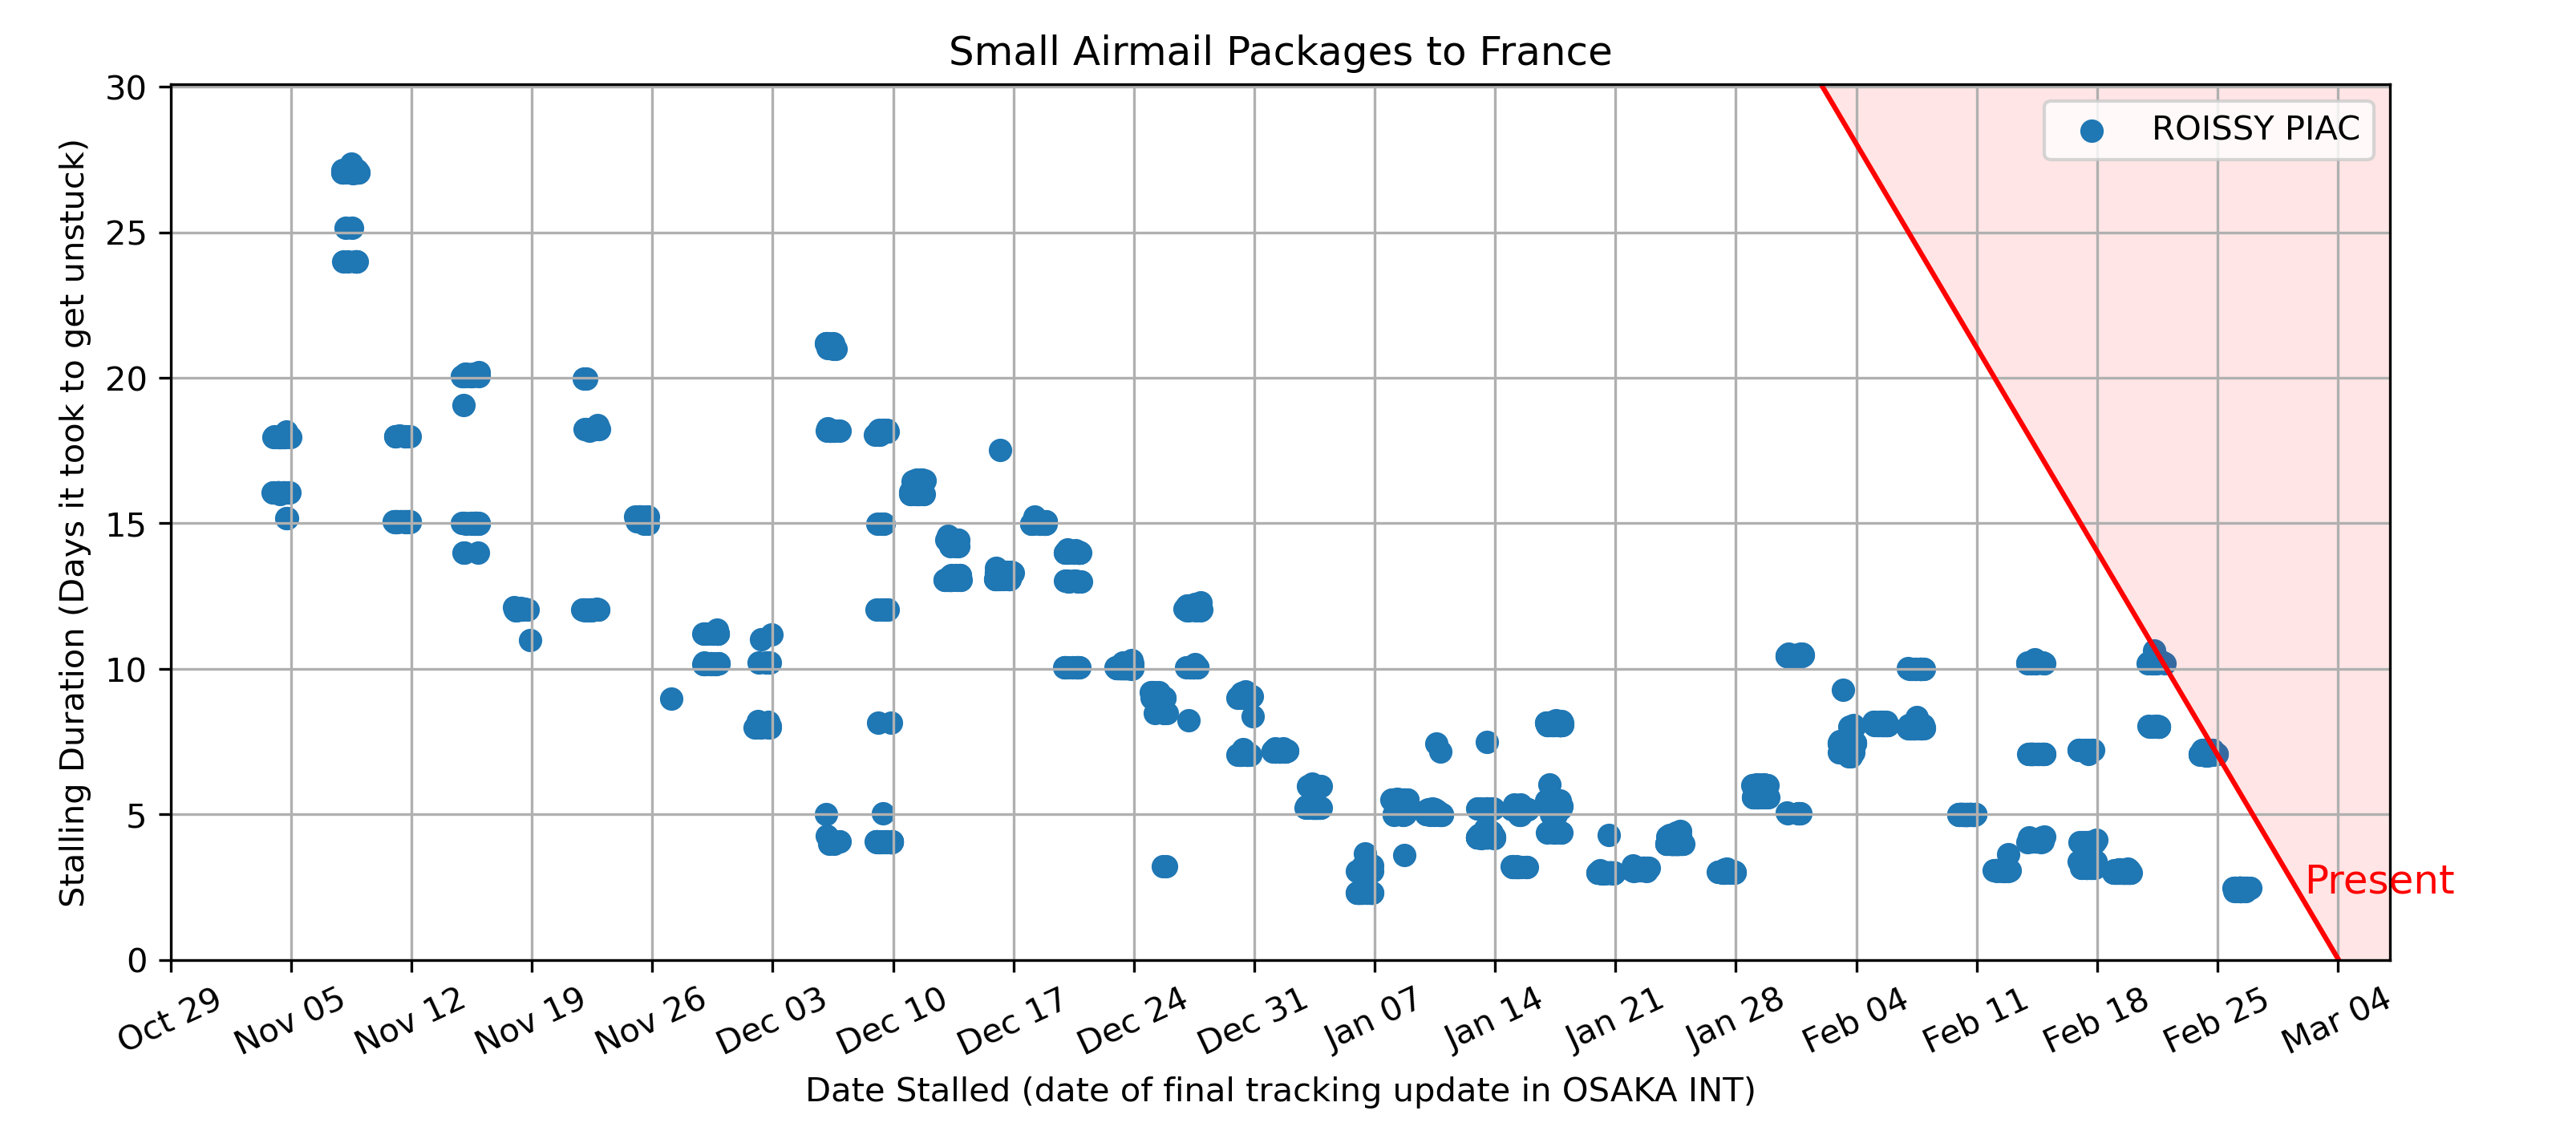 Small Airmail Packages to France
Stalling Duration (Days it took to get unstuck)
30
25
20
15
10
5
0
ROISSY PIAC
Present
Oct 29 Nov 05 Nov 12 Nov 19 Nov 26 Dec 03 Dec 10 Dec 17 Dec 24 Dec 31 Jan 07 Jan 14 Jan 21 Jan 28 Feb 04 Feb 11 Feb 18 Feb 25 Mar 04
Date Stalled (date of final tracking update in OSAKA INT)